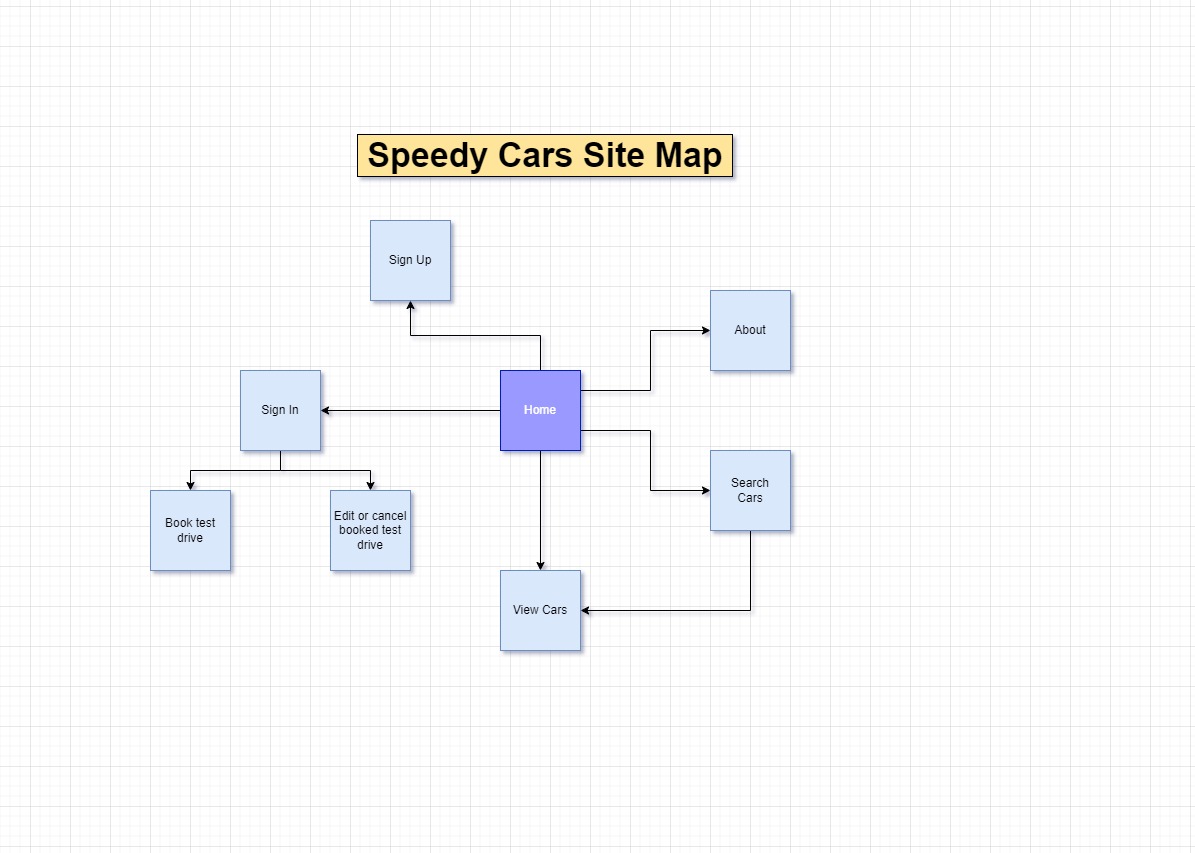 Speedy Cars Site Map
Sign Up
About
Sign In
Home
Search
Cars
Book test
drive
Edit or cancel
booked test
drive
View Cars